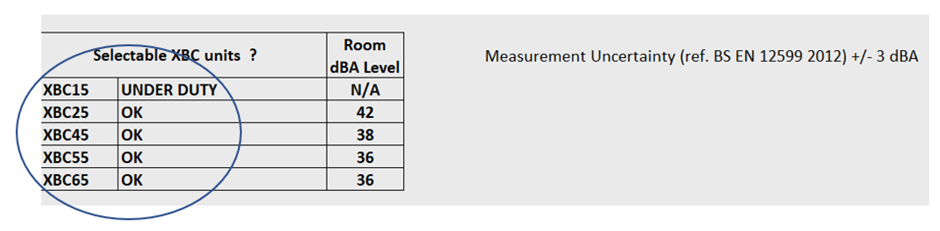 Selectable XBC units ? Room dBA Level
Measurement Uncertainty (ref. BS EN 12599 2012) +/- 3 dBA
XBC15 UNDER DUTY N/A
XBC25 OK 42
XBC45 OK 38
XBC55 OK 36
XBC65 OK 36